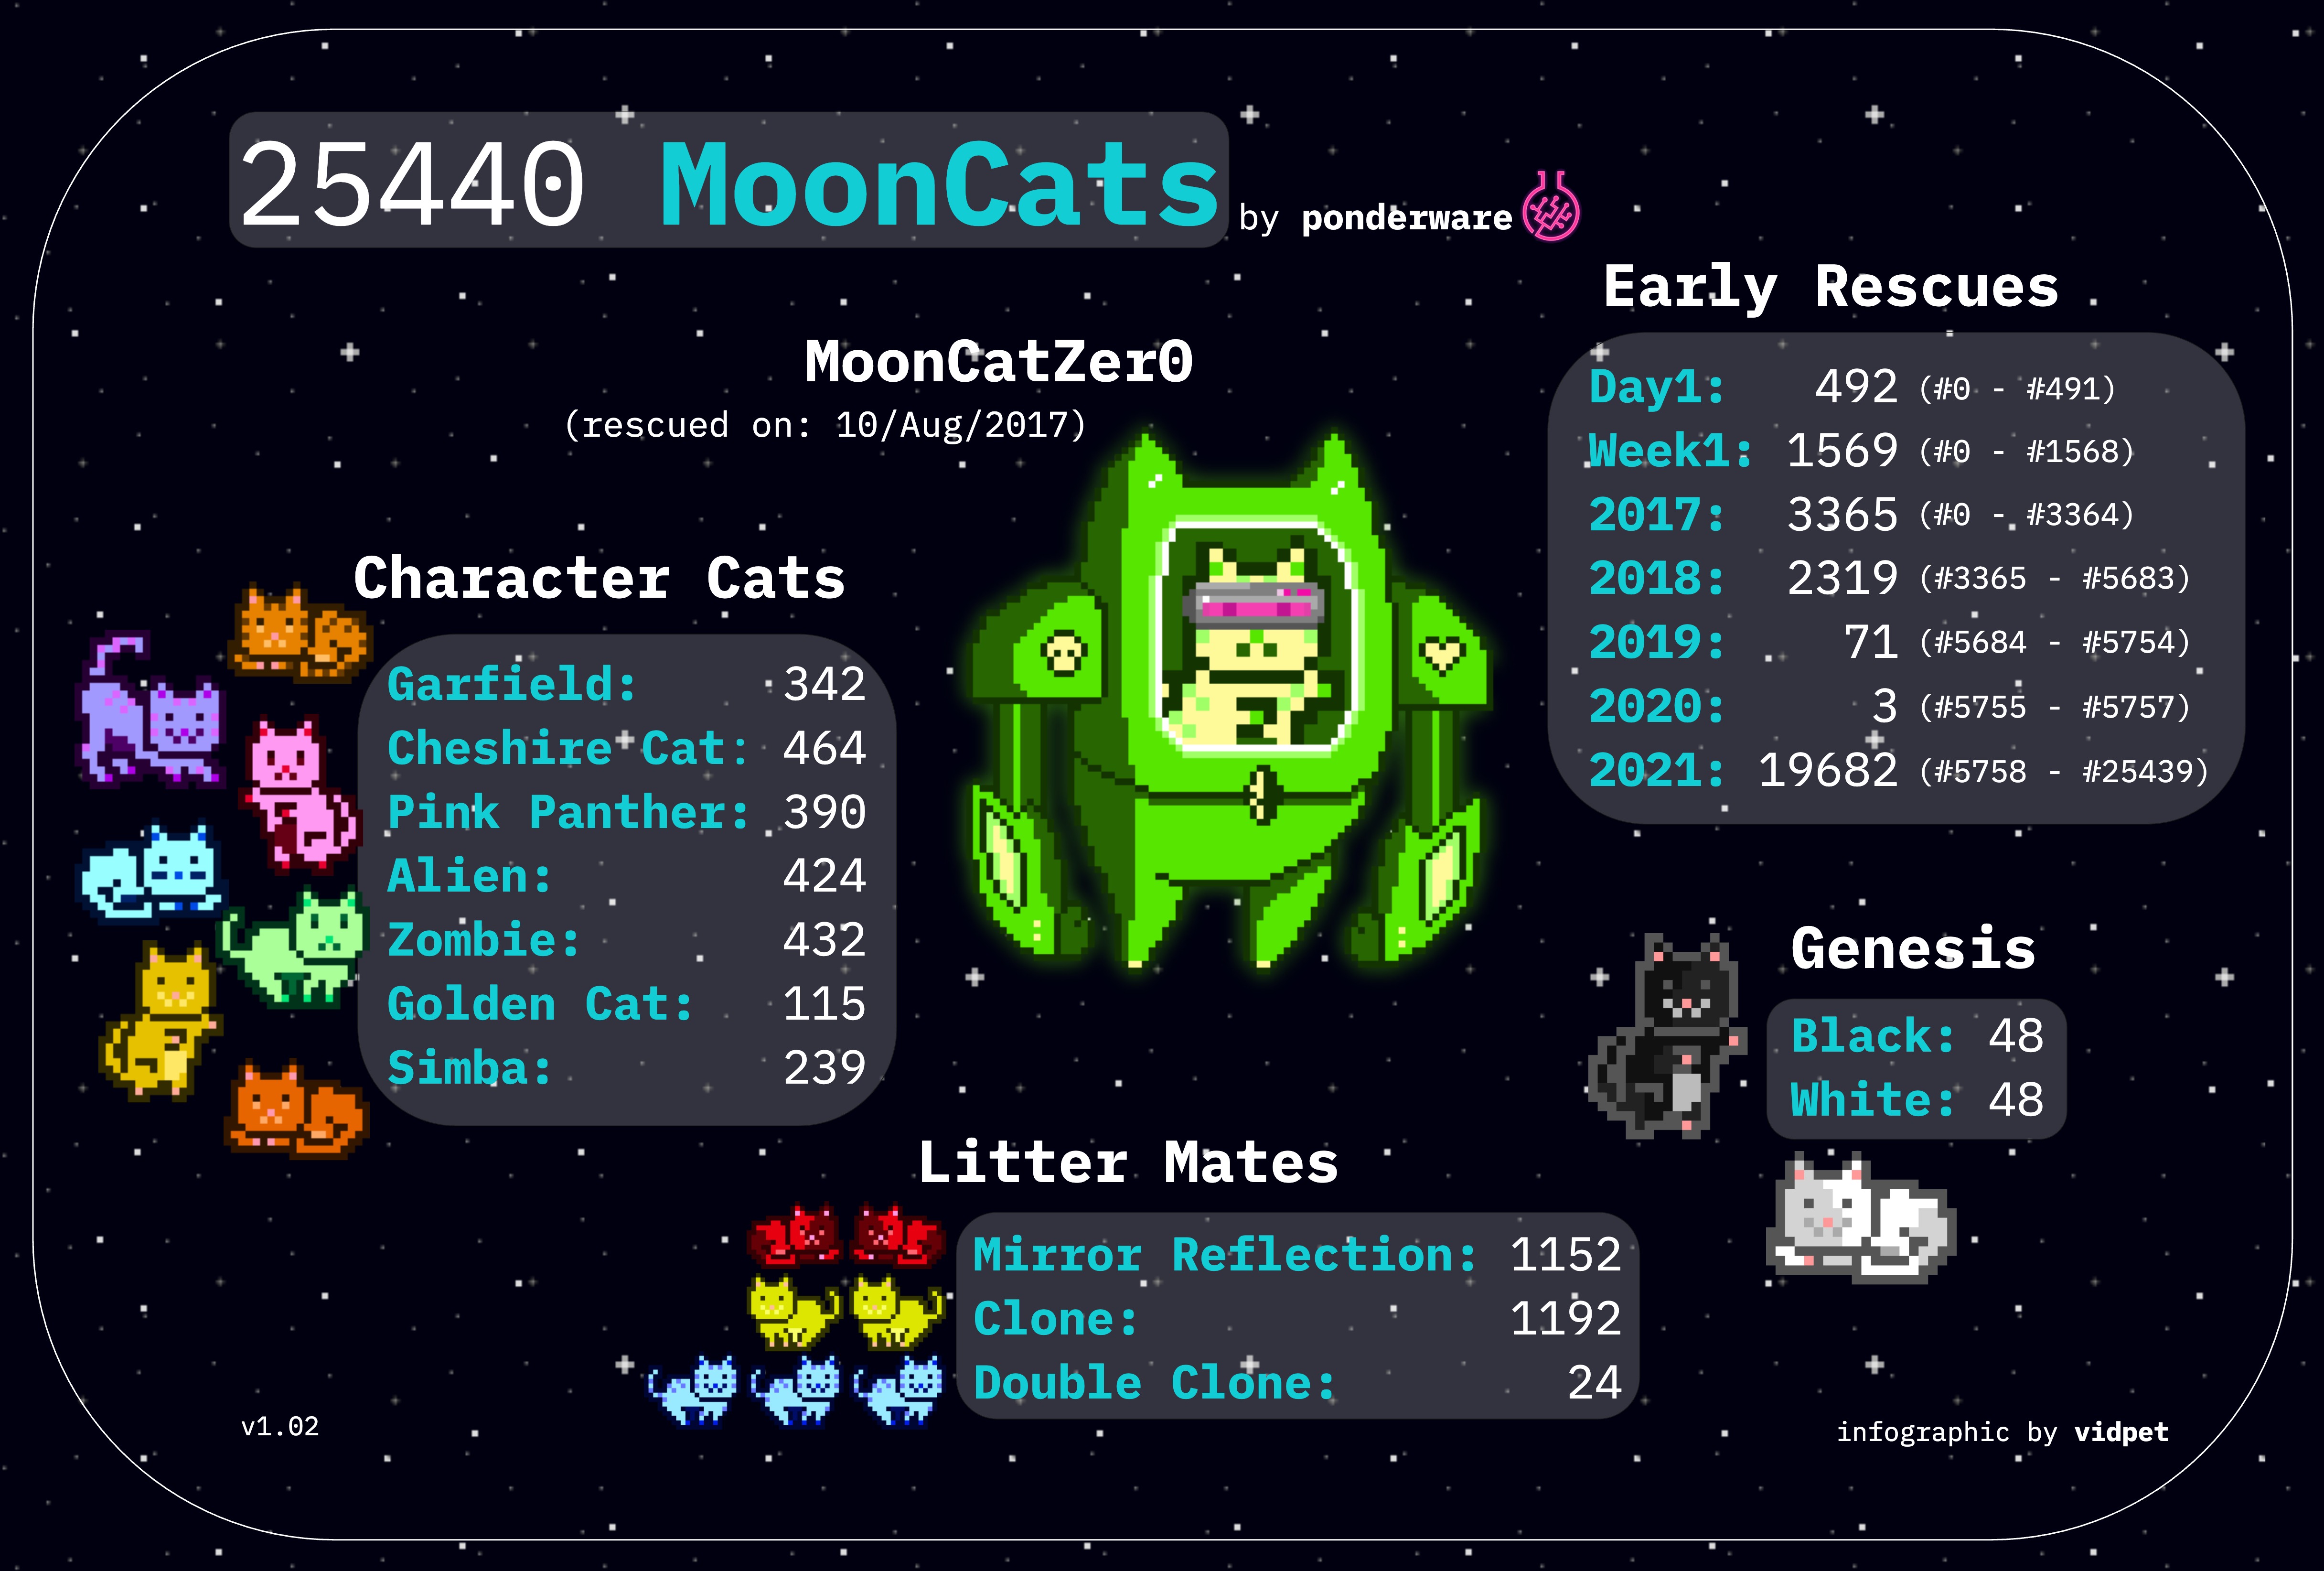 25440 MoonCats by ponderware
Early Rescues
Day1: 492 (#0 - #491)
Week1: 1569 (#0 - #1568)
2017: 3365 (#0 - #3364)
2018: 2319 (#3365 - #5683)
2019: 71 (#5684 - #5754)
2020: 3 (#5755 - #5757)
2021: 19682 (#5758 - #25439)
MoonCatZer0
(rescued on: 10/Aug/2017)
Character Cats
Garfield: 342
Cheshire Cat: 464
Pink Panther: 390
Alien: 424
Zombie: 432
Golden Cat: 115
Simba: 239
Genesis
Black: 48
White: 48
Litter Mates
Mirror Reflection: 1152
Clone: 1192
Double Clone: 24
v1.02
infographic by vidpet